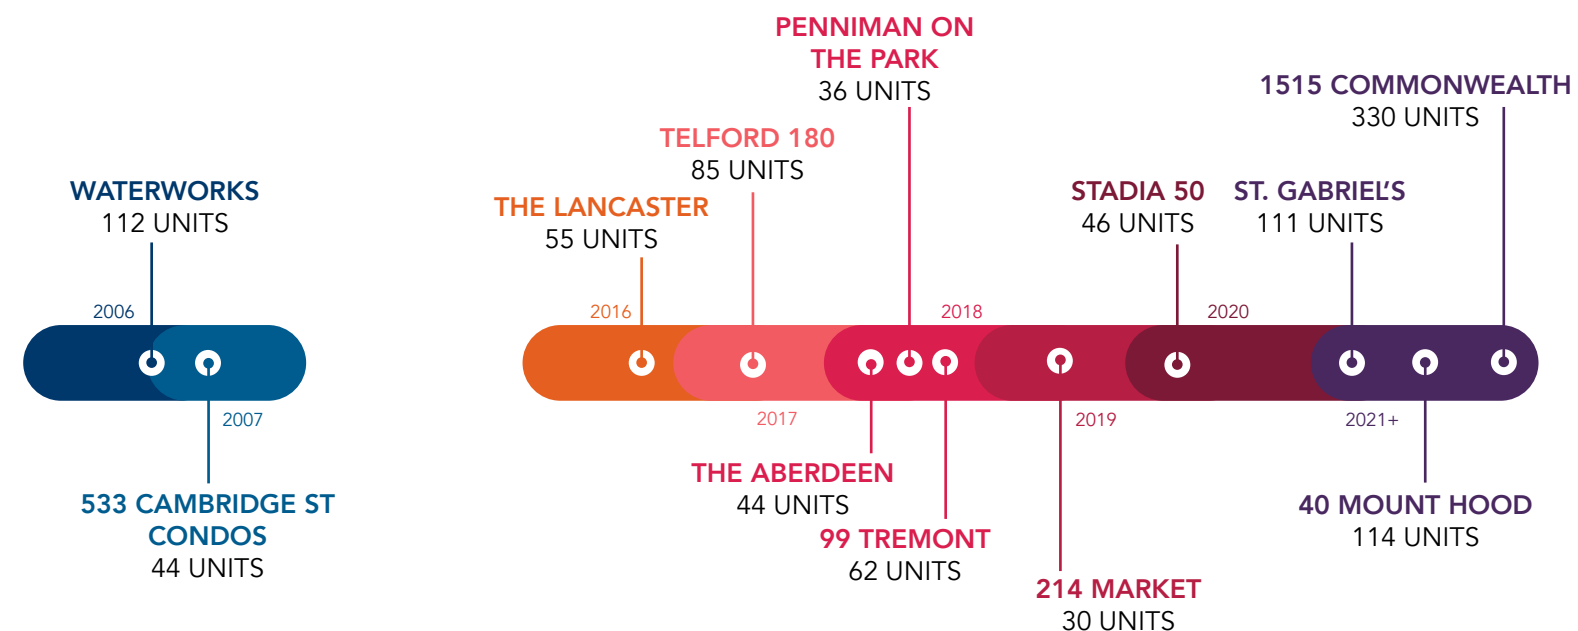 WATERWORKS
112 UNITS
2006
2007
533 CAMBRIDGE ST
CONDOS
44 UNITS
THE LANCASTER
55 UNITS
2016
TELFORD 180
85 UNITS
2017
PENNIMAN ON
THE PARK
36 UNITS
2018
THE ABERDEEN
44 UNITS
99 TREMONT
62 UNITS
2019
214 MARKET
30 UNITS
STADIA 50
46 UNITS
2020
ST. GABRIEL'S
111 UNITS
1515 COMMONWEALTH
330 UNITS
2021+
40 MOUNT HOOD
114 UNITS